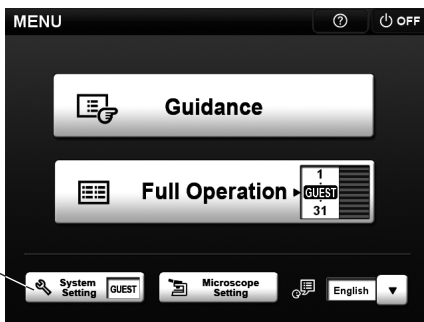 MENU
? OFF
Guidance
Full Operation
1
GUEST
31
System
Setting
GUEST
Microscope
Setting
English